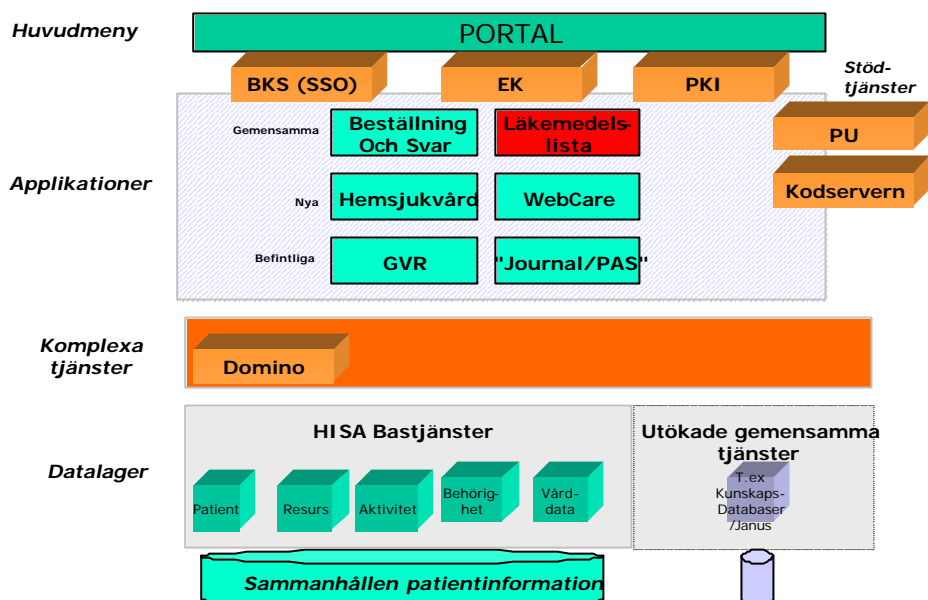 Huvudmeny
PORTAL
BKS (SSO)
EK
PKI
Stöd-
tjänster
Gemensamma
Beställning
Och Svar
Läkemedels-
lista
PU
Applikationer
Nya
Hemsjukvård
WebCare
Kodservern
Befintliga
GVR
"Journal/PAS"
Komplexa
tjänster
Domino
HISA Bastjänster
Utökade gemensamma
tjänster
Datalager
Patient
Resurs
Aktivitet
Behörig-
het
Vård-
data
T.ex
Kunskaps-
Databaser
/Janus
Sammanhållen patientinformation